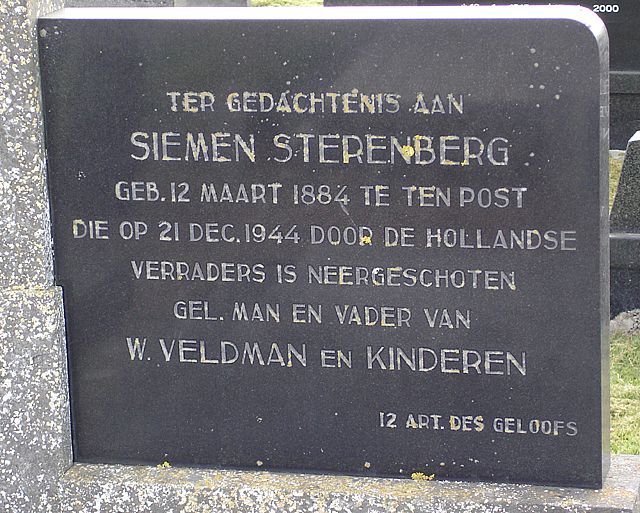 2000
TER GEDACHTENIS AAN
SIEMEN STERENBERG
GEB. 12 MAART 1884 TE TEN POST
DIE OP 21 DEC. 1944 DOOR DE HOLLANDSE
VERRADERS IS NEERGESCHOTEN
GEL. MAN EN VADER VAN
W. VELDMAN EN KINDEREN
12 ART. DES GELOOFS